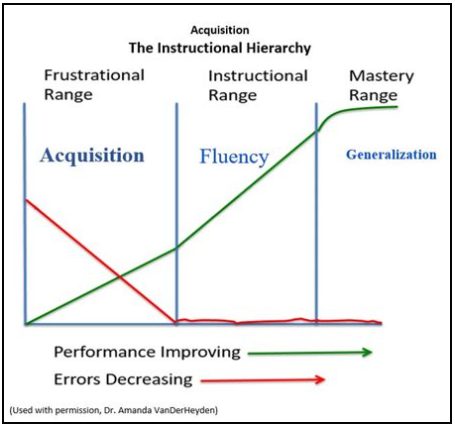 Acquisition
The Instructional Hierarchy
Frustrational Range
Instructional Range
Mastery Range
Acquisition
Fluency
Generalization
Performance Improving
Errors Decreasing
(Used with permission, Dr. Amanda VanDerHeyden)